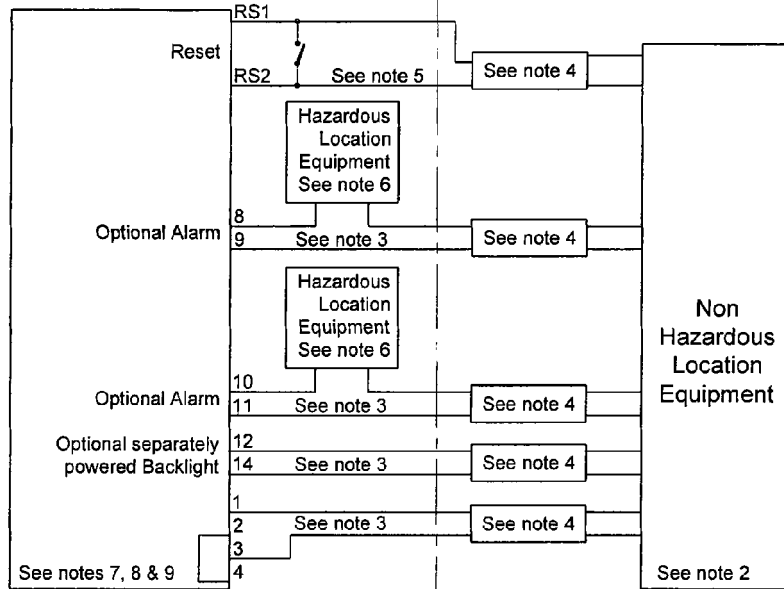 RS1
Reset
RS2
See note 5
See note 4
Hazardous
Location
Equipment
See note 6
8
Optional Alarm
9
See note 3
See note 4
Hazardous
Location
Equipment
See note 6
Non
Hazardous
Location
Equipment
10
Optional Alarm
11
See note 3
See note 4
Optional separately
powered Backlight
12
14
See note 3
See note 4
1
2
See note 3
See note 4
3
4
See notes 7, 8 & 9
See note 2